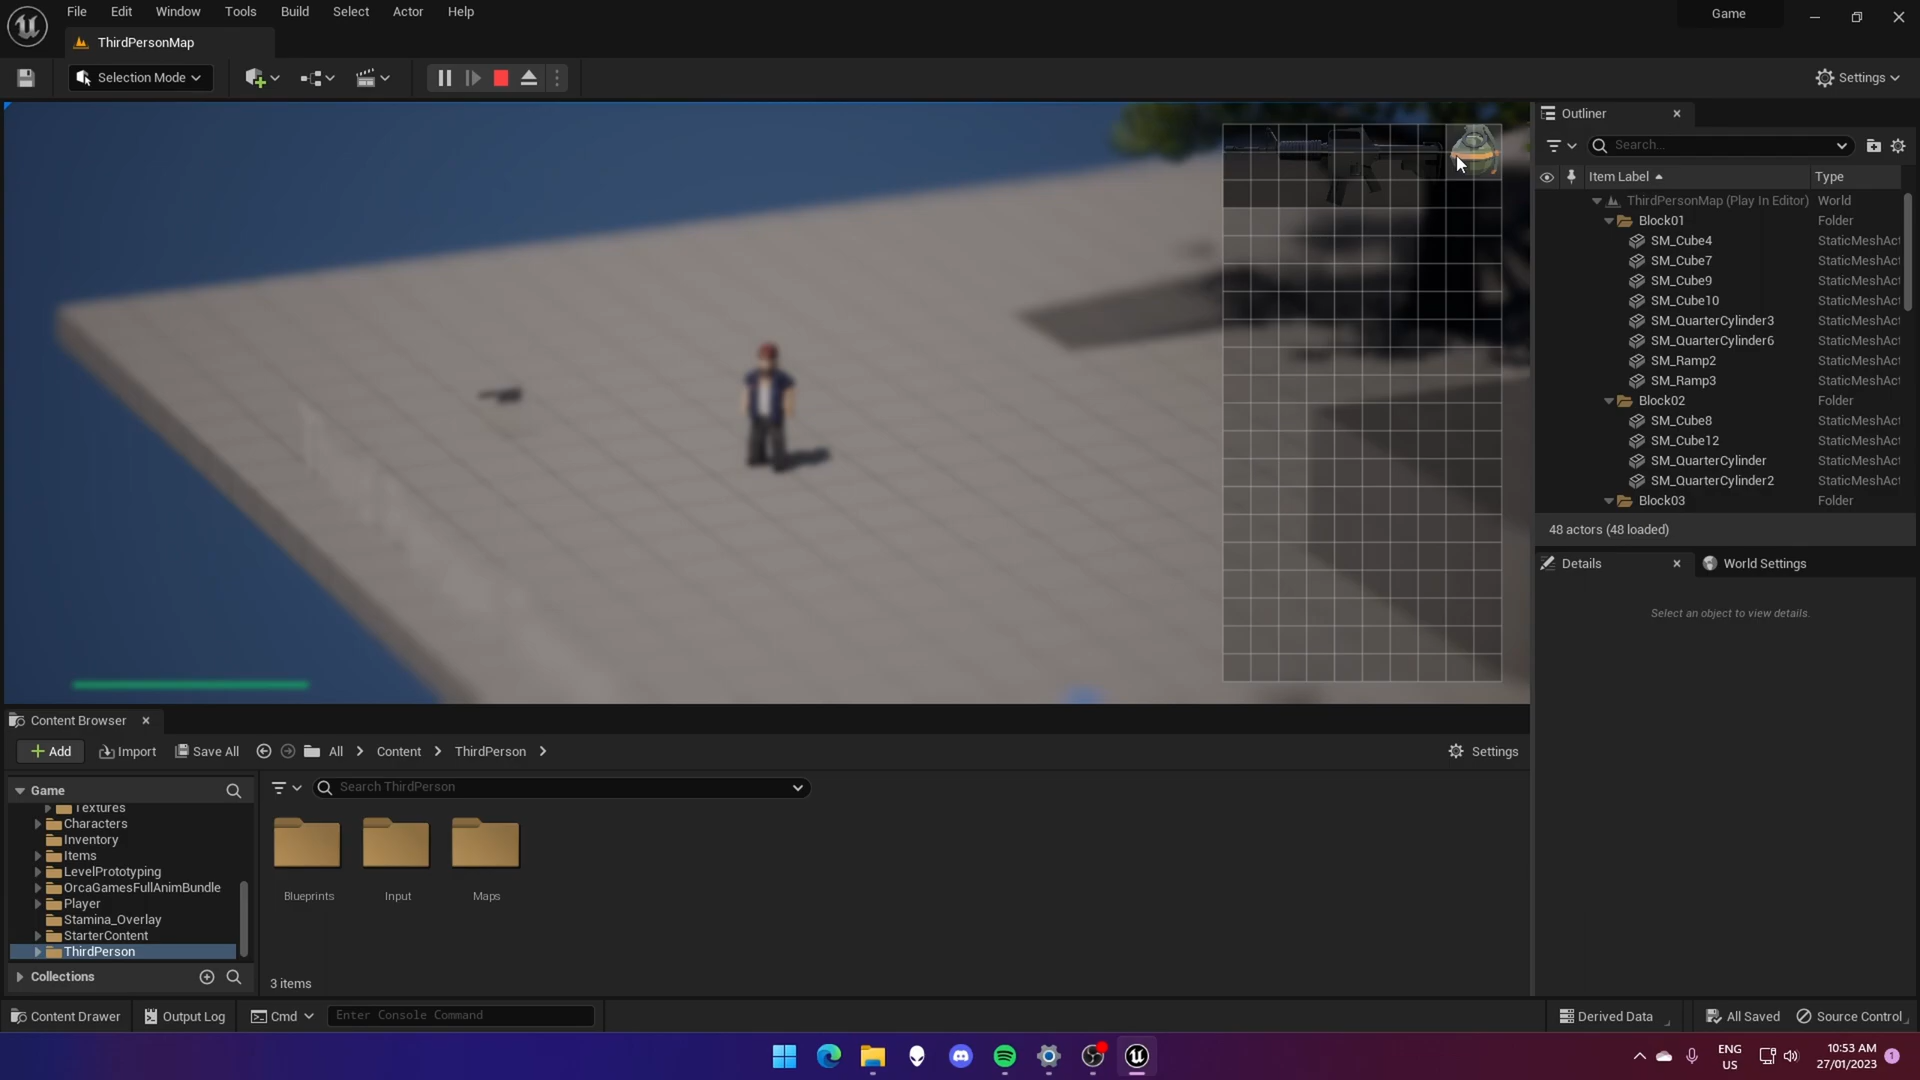 File Edit Window Tools Build Select Actor Help
Game
ThirdPersonMap
Selection Mode
Settings
Outliner
Search...
Item Label
Type
ThirdPersonMap (Play In Editor) World
Block01 Folder
SM_Cube4 StaticMeshAct
SM_Cube7 StaticMeshAct
SM_Cube9 StaticMeshAct
SM_Cube10 StaticMeshAct
SM_QuarterCylinder3 StaticMeshAct
SM_QuarterCylinder6 StaticMeshAct
SM_Ramp2 StaticMeshAct
SM_Ramp3 StaticMeshAct
Block02 Folder
SM_Cube8 StaticMeshAct
SM_Cube12 StaticMeshAct
SM_QuarterCylinder StaticMeshAct
SM_QuarterCylinder2 StaticMeshAct
Block03 Folder
48 actors (48 loaded)
Details
World Settings
Select an object to view details.
Content Browser
Add Import Save All All Content ThirdPerson
Settings
Game
Search ThirdPerson
Textures
Characters
Inventory
Items
LevelPrototyping
OrcaGamesFullAnimBundle
Player
Stamina_Overlay
StarterContent
ThirdPerson
Collections
Blueprints Input Maps
3 items
Content Drawer Output Log Cmd Enter Console Command
Derived Data All Saved Source Control
ENG
US
10:53 AM
27/01/2023
1